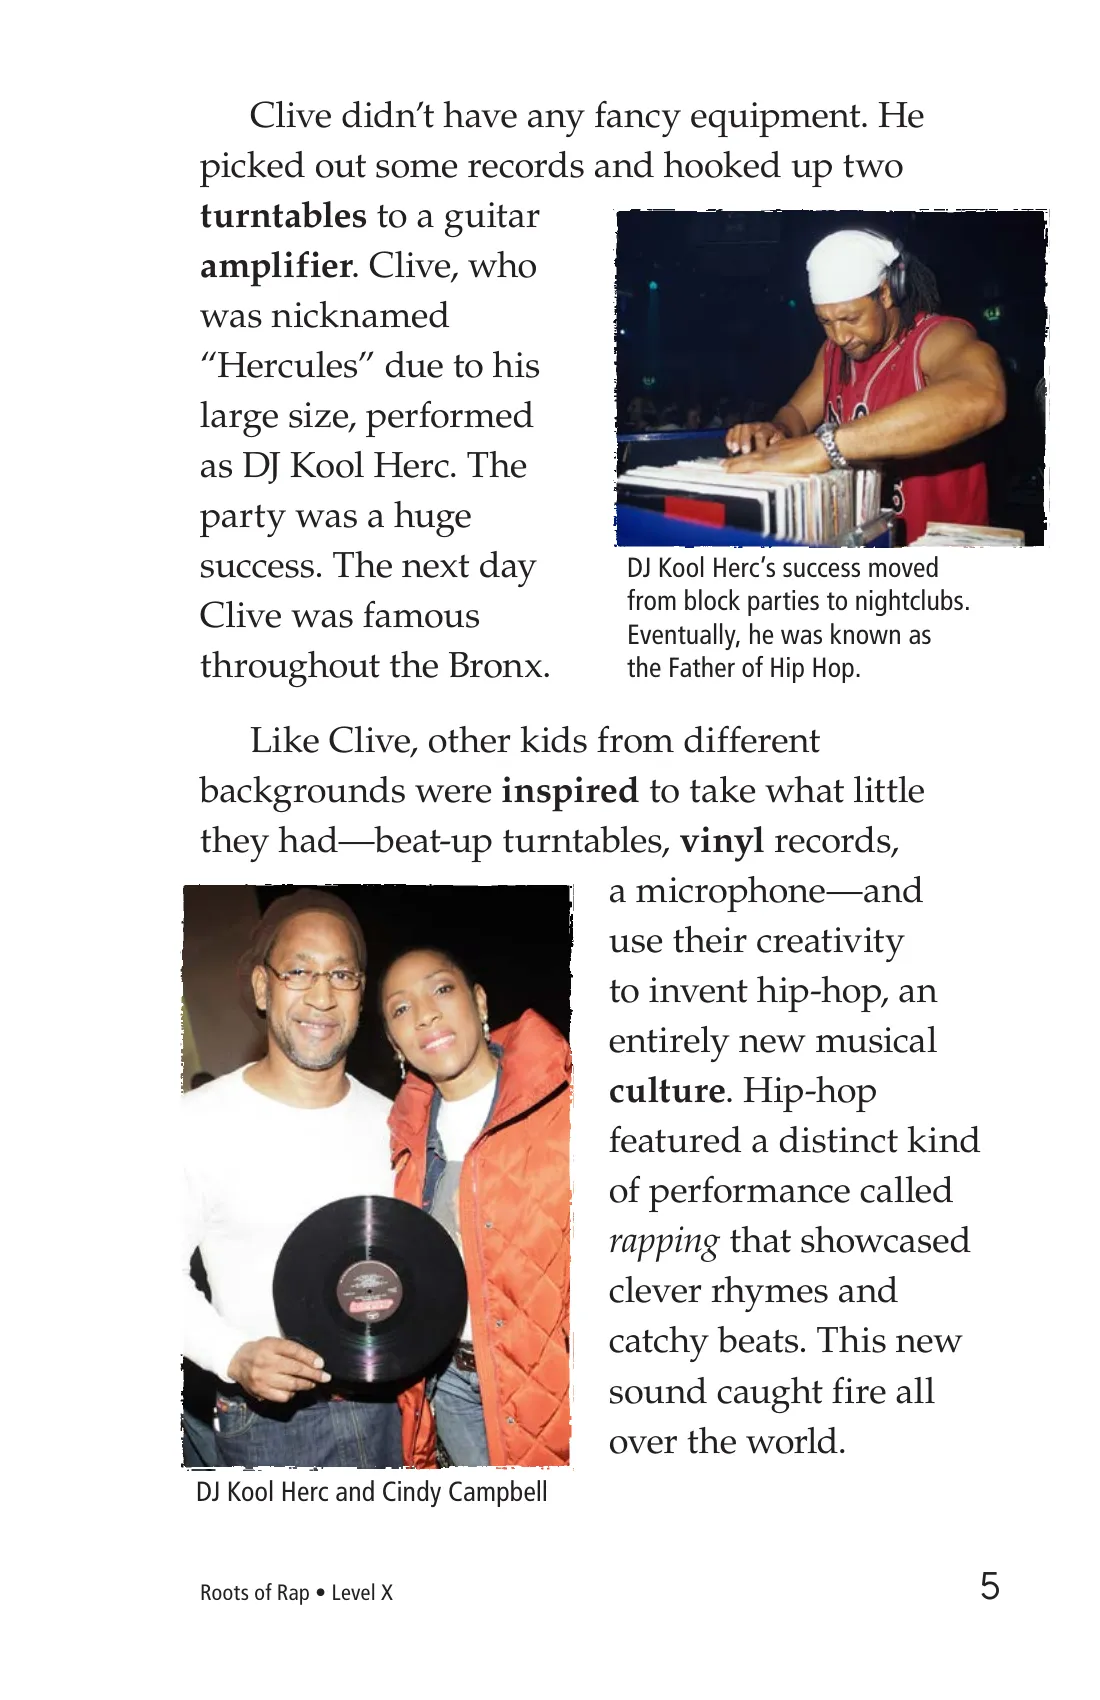 Clive didn’t have any fancy equipment. He
picked out some records and hooked up two
turntables to a guitar
amplifier. Clive, who
was nicknamed
“Hercules” due to his
large size, performed
as DJ Kool Herc. The
party was a huge
success. The next day
Clive was famous
throughout the Bronx.
DJ Kool Herc’s success moved
from block parties to nightclubs.
Eventually, he was known as
the Father of Hip Hop.
Like Clive, other kids from different
backgrounds were inspired to take what little
they had—beat-up turntables, vinyl records,
a microphone—and
use their creativity
to invent hip-hop, an
entirely new musical
culture. Hip-hop
featured a distinct kind
of performance called
rapping that showcased
clever rhymes and
catchy beats. This new
sound caught fire all
over the world.
DJ Kool Herc and Cindy Campbell
Roots of Rap • Level X
5